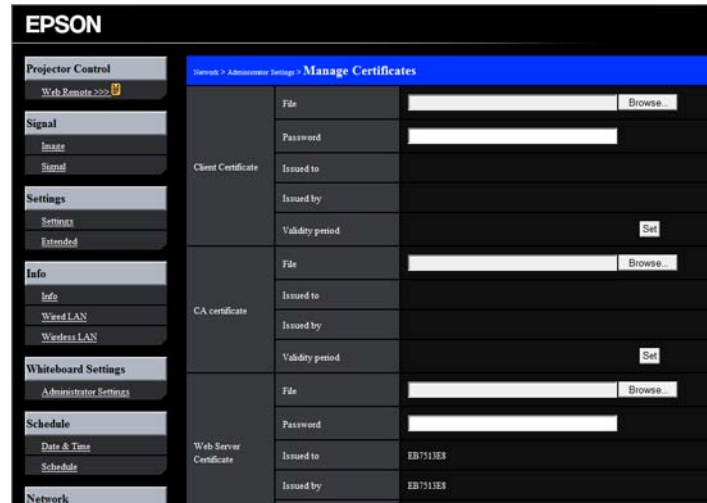 EPSON
Projector Control
Web Remote >>>
Signal
Image
Signal
Settings
Settings
Extended
Info
Info
Wired LAN
Wireless LAN
Whiteboard Settings
Administrator Settings
Schedule
Date & Time
Schedule
Network
Network > Administrator Settings > Manage Certificates
Client Certificate
File
Browse...
Password
Issued to
Issued by
Validity period
Set
CA certificate
File
Browse...
Issued to
Issued by
Validity period
Set
Web Server
Certificate
File
Browse...
Password
Issued to
EB7513E8
Issued by
EB7513E8